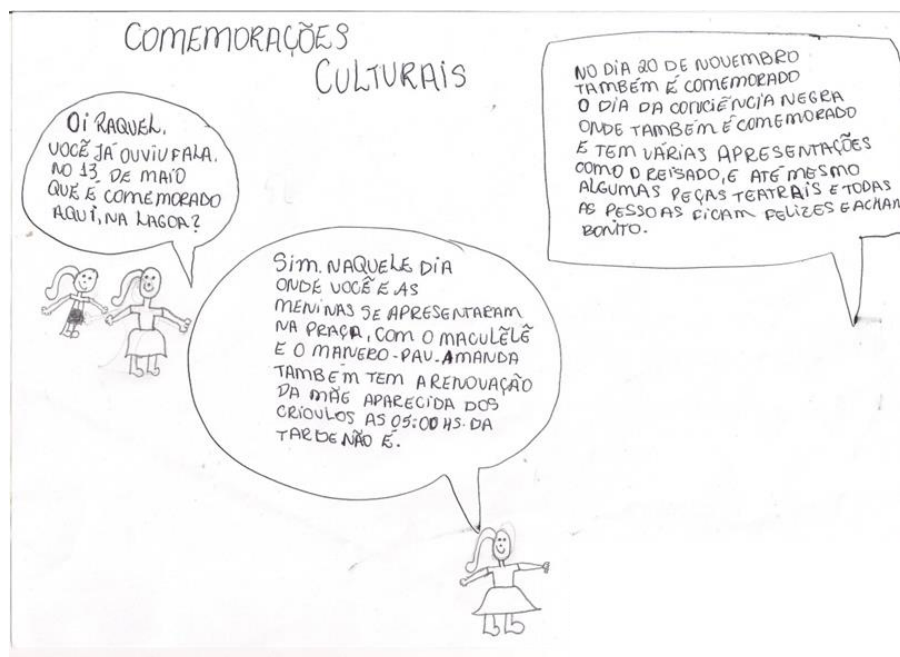 COMEMORAÇÕES
CULTURAIS
Oi RAQUEL,
VOCÊ JÁ OUVIU FALA.
NO 13 DE MAIO
QUE É COMEMORADO
AQUI, NA LAGOA?
Sim. NAQUELE DIA
ONDE VOCÊ E AS
MENINAS SE APRESENTARAM
NA PRAÇA, COM O MACULÊLÊ
E O MANERO-PAU. AMANDA
TAMBÉM TEM A RENOVAÇÃO
DA MÃE APARECIDA DOS
CRIOULOS AS 05:00 HS. DA
TARDE NÃO É.
NO DIA 20 DE NOVEMBRO
TAMBÉM É COMEMORADO
O DIA DA CONCIÊNCIA NEGRA
ONDE TAMBÉM É COMEMORADO
E TEM VÁRIAS APRESENTAÇÕES
COMO O REISADO, E ATÉ MESMO
ALGUMAS PEÇAS TEATRAIS E TODAS
AS PESSOAS FICAM FELIZES E ACHAM
BONITO.